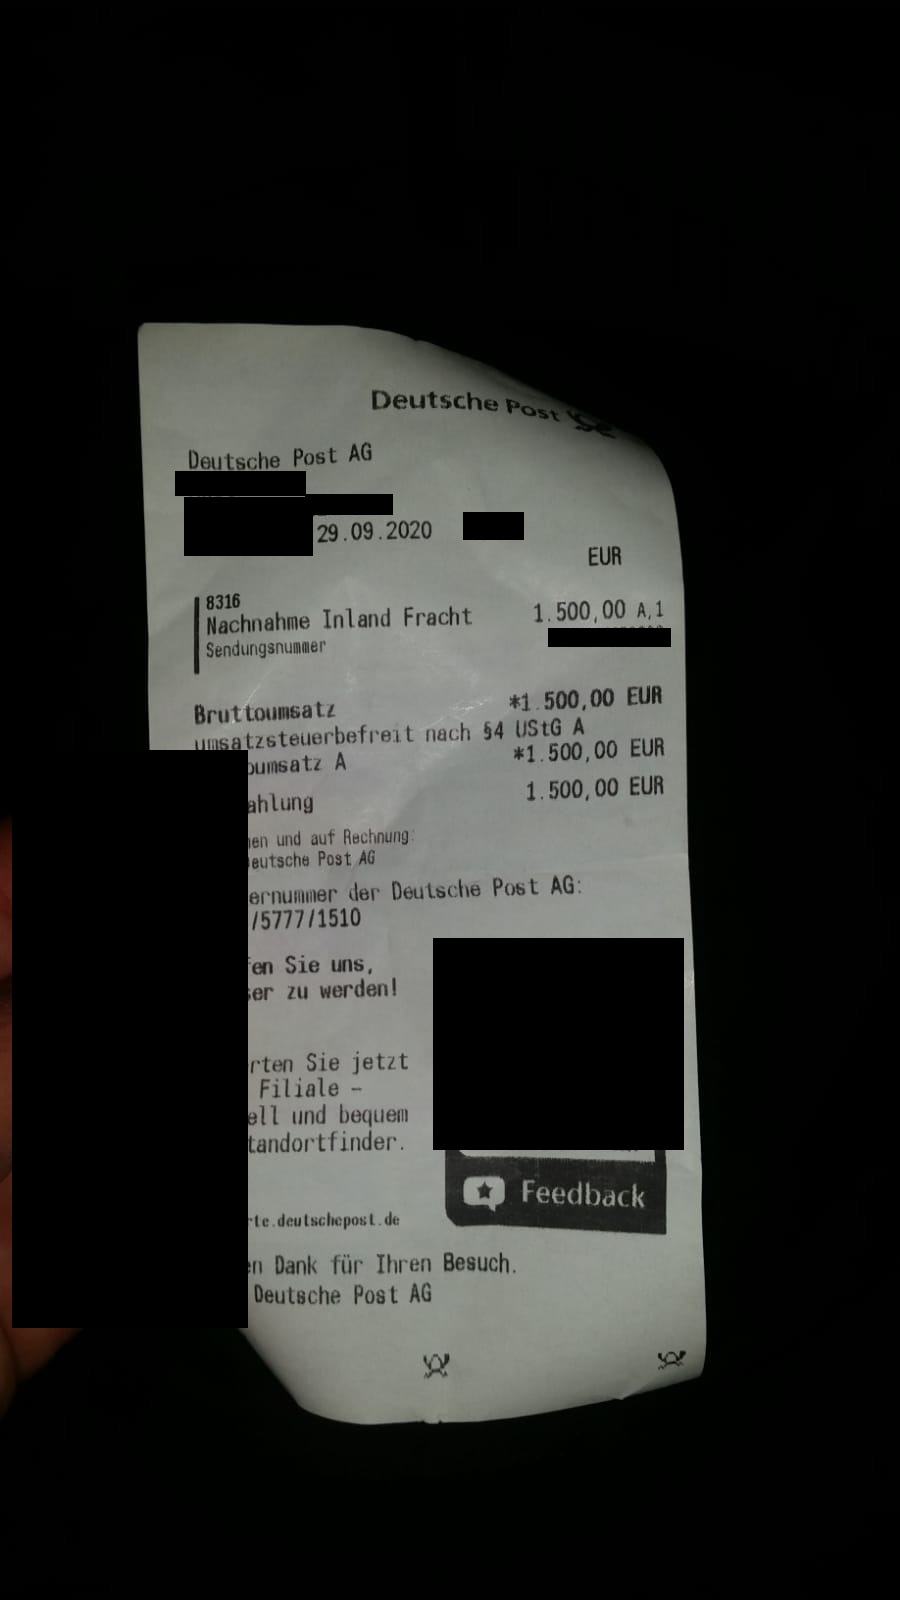 Deutsche Post
Deutsche Post AG
29.09.2020
EUR
8316
Nachnahme Inland Fracht 1.500,00 A,1
Sendungsnummer
Bruttoumsatz *1.500,00 EUR
umsatzsteuerbefreit nach §4 UStG A
oumsatz A *1.500,00 EUR
ahlung 1.500,00 EUR
en und auf Rechnung:
eutsche Post AG
ernummer der Deutsche Post AG:
/5777/1510
fen Sie uns,
ser zu werden!
rten Sie jetzt
Filiale –
ell und bequem
tandortfinder.
Feedback
rte.deutschepost.de
en Dank für Ihren Besuch.
Deutsche Post AG